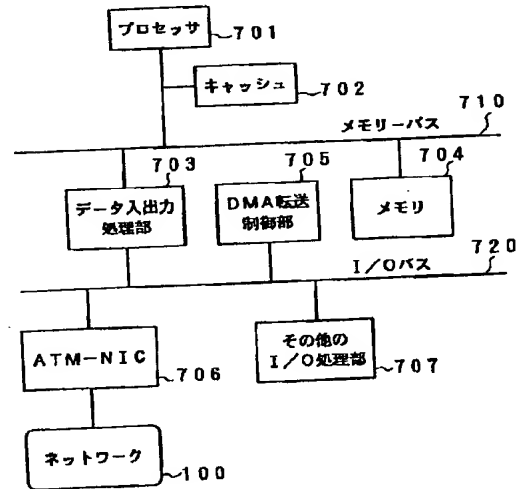 プロセッサ
701
キャッシュ
702
710
メモリーバス
703
705
704
データ入出力
処理部
DMA転送
制御部
メモリ
720
I/Oバス
ATM-NIC
706
その他の
I/O処理部
707
ネットワーク
100